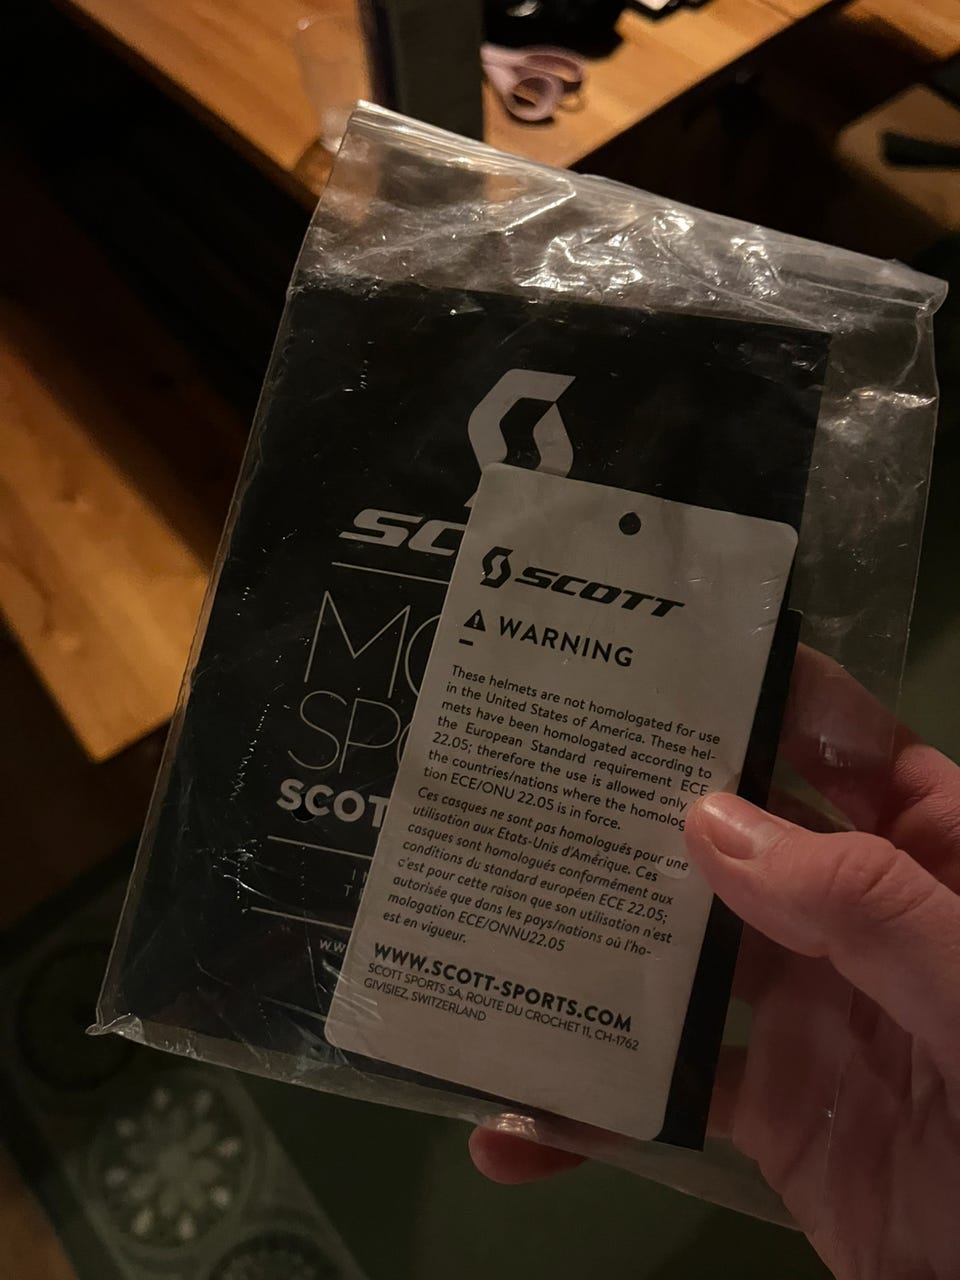 SC
MO
SPO
SCOT
SCOTT
WARNING
These helmets are not homologated for use
in the United States of America. These hel-
mets have been homologated according to
the European Standard requirement ECE
22.05; therefore the use is allowed only
the countries/nations where the homolog
tion ECE/ONU 22.05 is in force.
Ces casques ne sont pas homologués pour une
utilisation aux Etats-Unis d'Amérique. Ces
casques sont homologués conformément aux
conditions du standard européen ECE 22.05;
c'est pour cette raison que son utilisation n'est
autorisée que dans les pays/nations où l'ho-
mologation ECE/ONNU22.05
est en vigueur.
WWW.SCOTT-SPORTS.COM
SCOTT SPORTS SA, ROUTE DU CROCHET 11, CH-1762
GIVISIEZ, SWITZERLAND